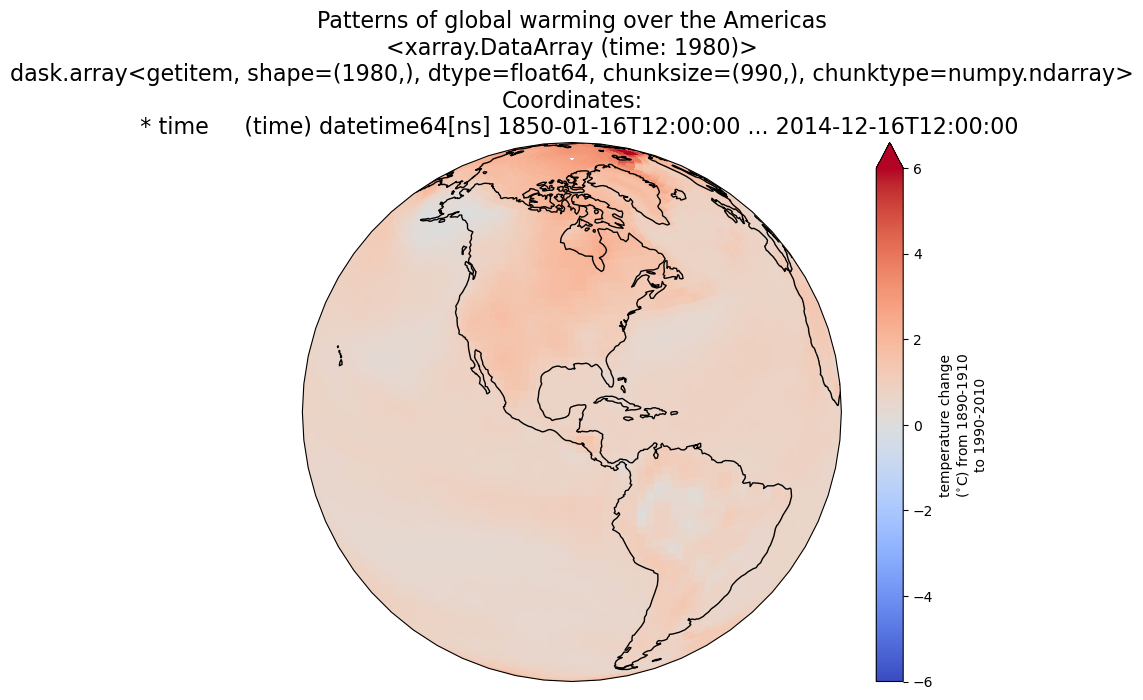 Patterns of global warming over the Americas
<xarray.DataArray (time: 1980)>
dask.array<getitem, shape=(1980,), dtype=float64, chunksize=(990,), chunktype=numpy.ndarray>
Coordinates:
* time     (time) datetime64[ns] 1850-01-16T12:00:00 ... 2014-12-16T12:00:00
6
4
2
0
−2
−4
−6
temperature change
(°C) from 1890-1910
to 1990-2010